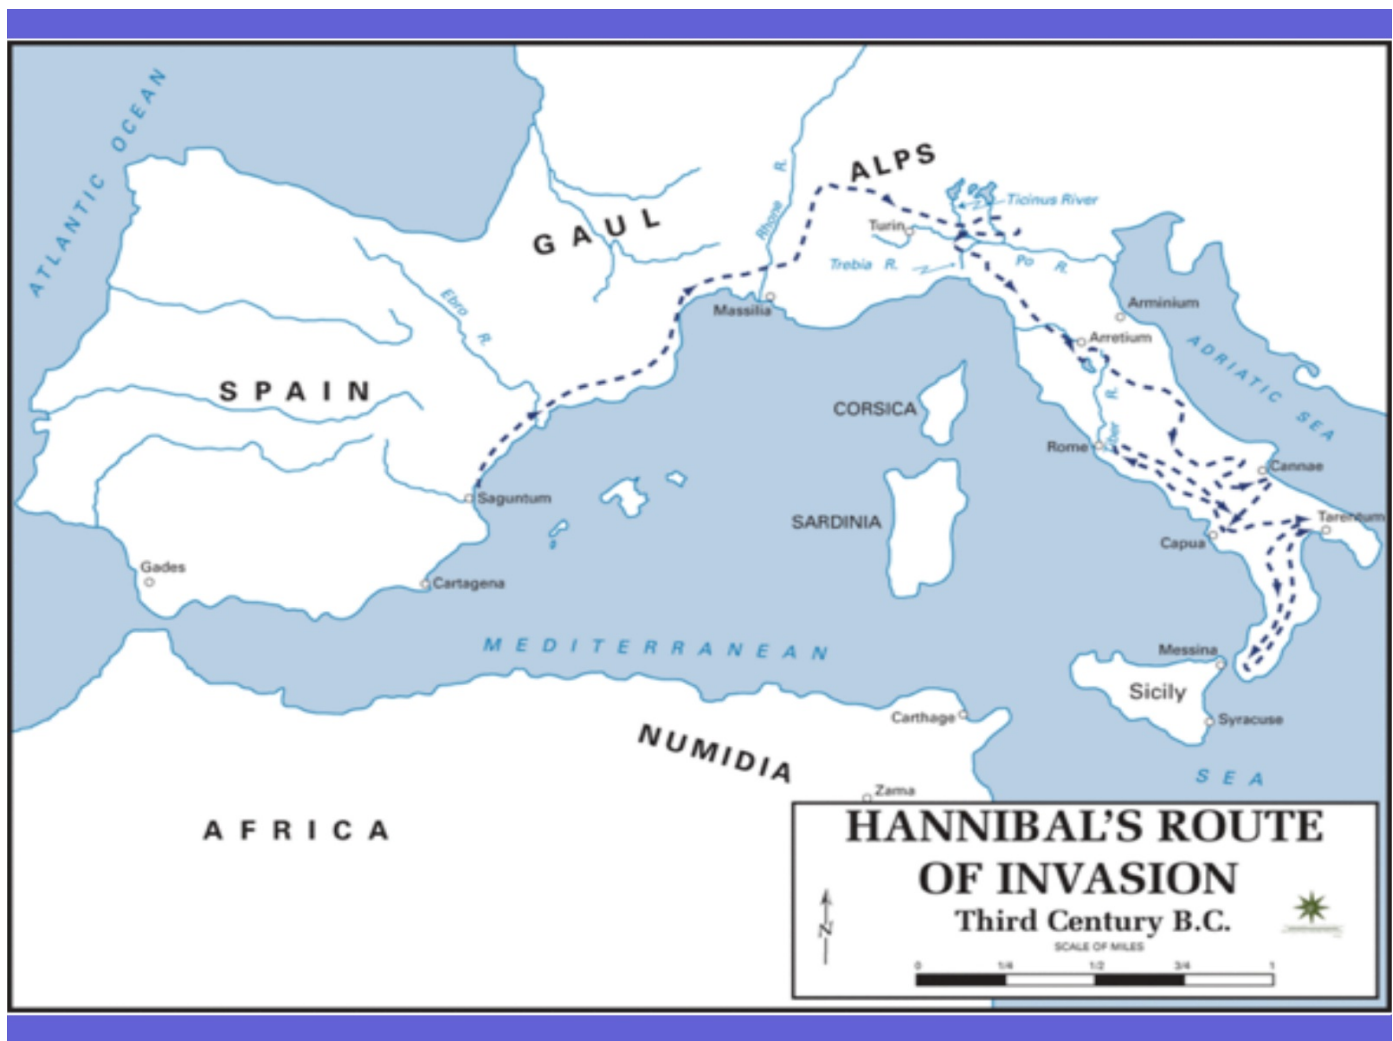 ATLANTIC OCEAN
ALPS
GAUL
Rhone R.
Ticinus River
Turin
Trebia R.
Po R.
Ebro R.
Massilia
Arminium
Arretium
ADRIATIC SEA
SPAIN
CORSICA
R.
Rome
Cannae
Saguntum
SARDINIA
Tarentum
Capua
Gades
Cartagena
MEDITERRANEAN
Messina
Sicily
Carthage
Syracuse
NUMIDIA
SEA
Zama
AFRICA
HANNIBAL'S ROUTE
OF INVASION
Third Century B.C.
SCALE OF MILES
0 1/4 1/2 3/4 1
N